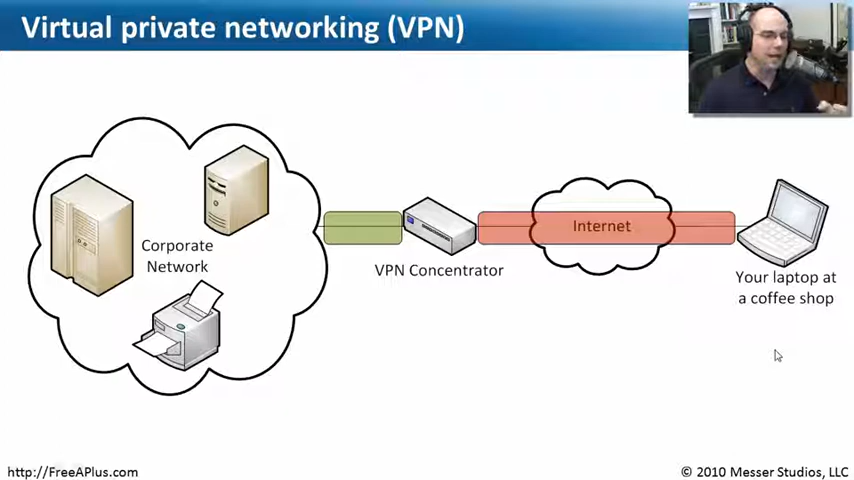 Virtual private networking (VPN)
Corporate
Network
VPN Concentrator
Internet
Your laptop at
a coffee shop
http://FreeAPlus.com
© 2010 Messer Studios, LLC